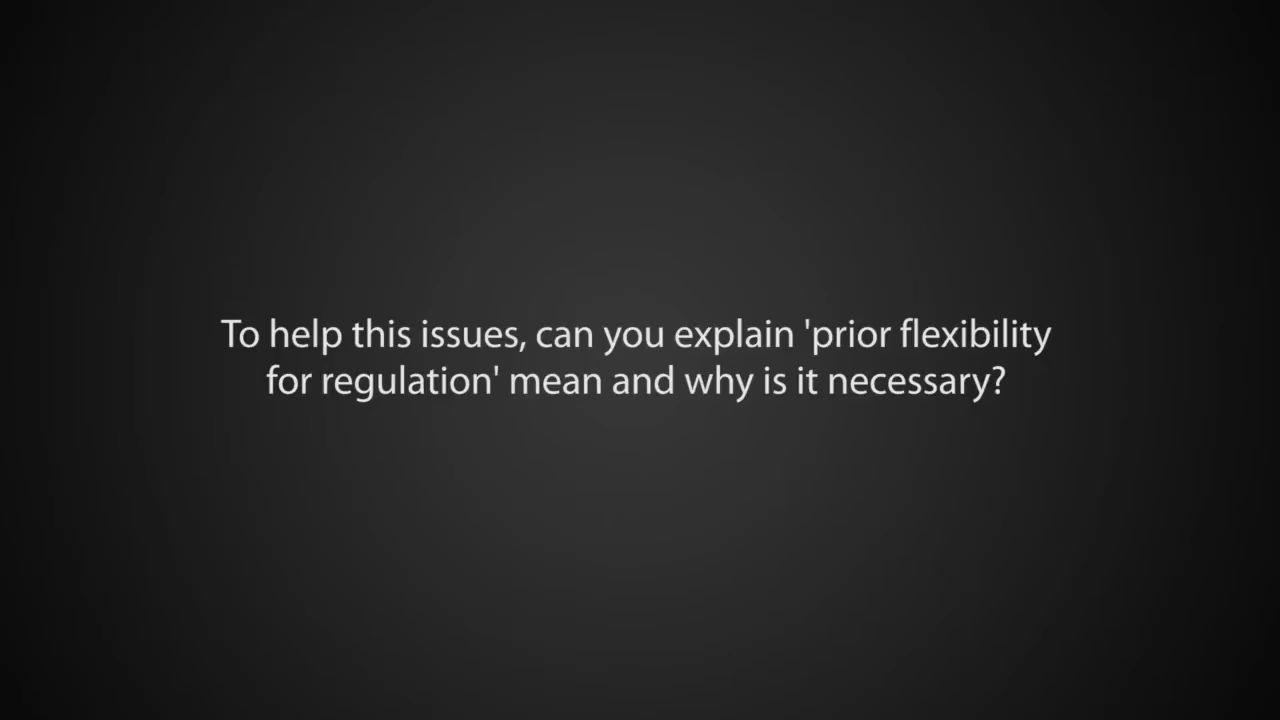 To help this issues, can you explain 'prior flexibility
for regulation' mean and why is it necessary?